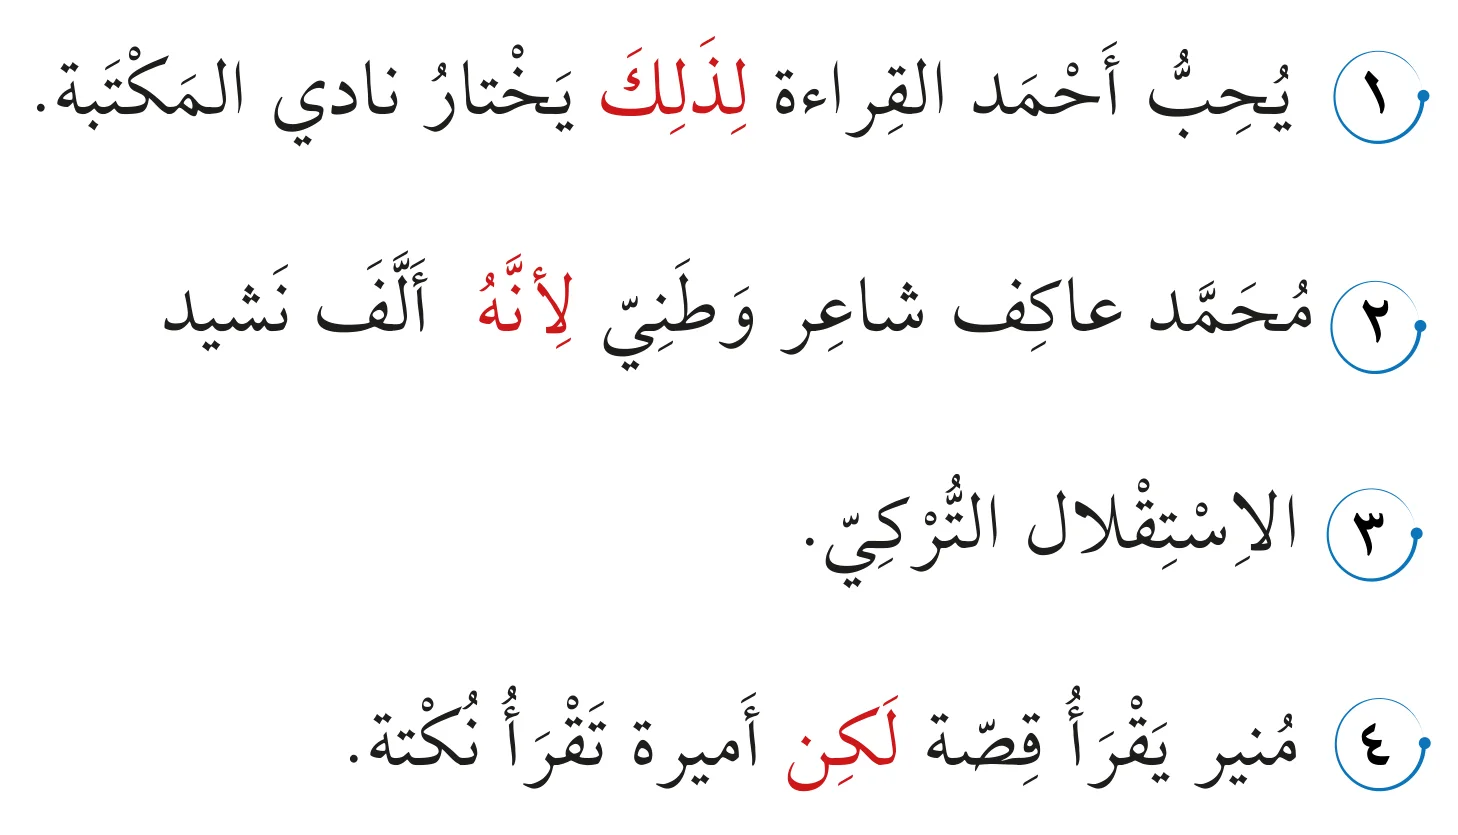 ١ يُحِبُّ أَحْمَد القِراءة لِذَلِكَ يَخْتارُ نادي المَكْتَبة.
٢ مُحَمَّد عاكِف شاعِر وَطَنِيّ لِأنَّهُ أَلَّفَ نَشيد
٣ الاِسْتِقْلال التُّرْكِيّ.
٤ مُنير يَقْرَأُ قِصّة لَكِن أَميرة تَقْرَأُ نُكْتة.